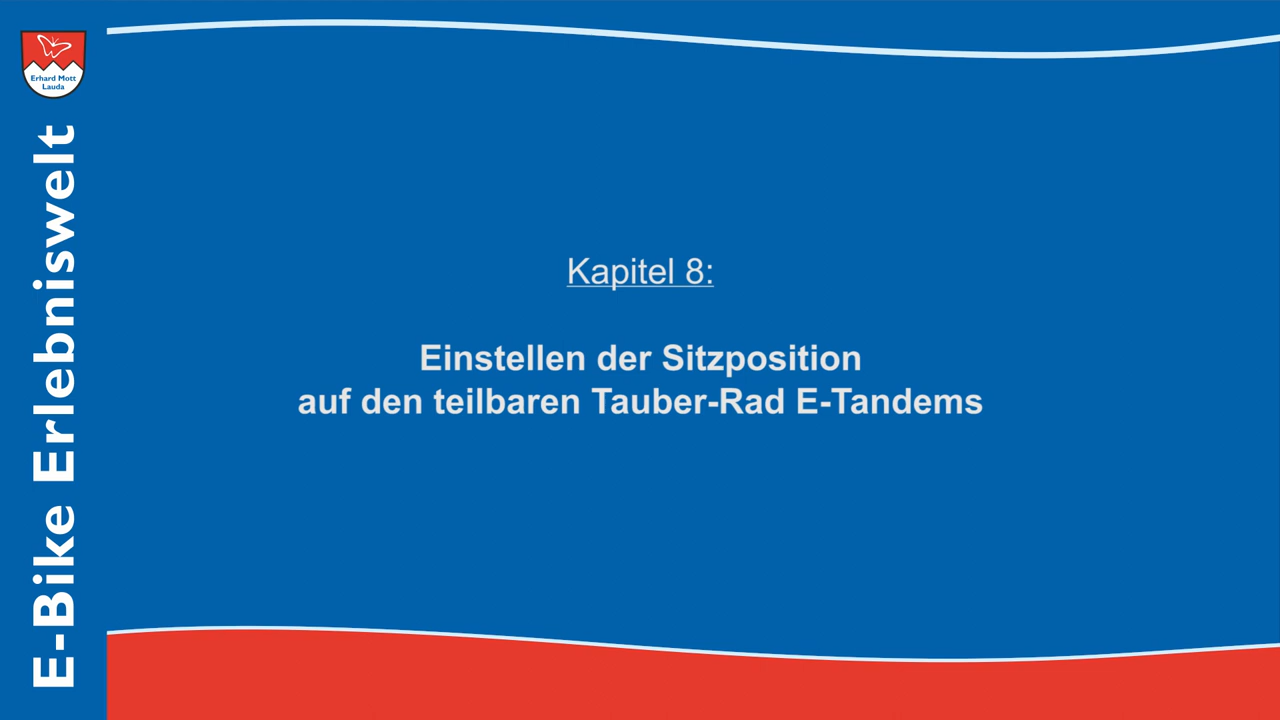 Erhard Mott
Lauda
E-Bike Erlebniswelt
Kapitel 8:
Einstellen der Sitzposition
auf den teilbaren Tauber-Rad E-Tandems